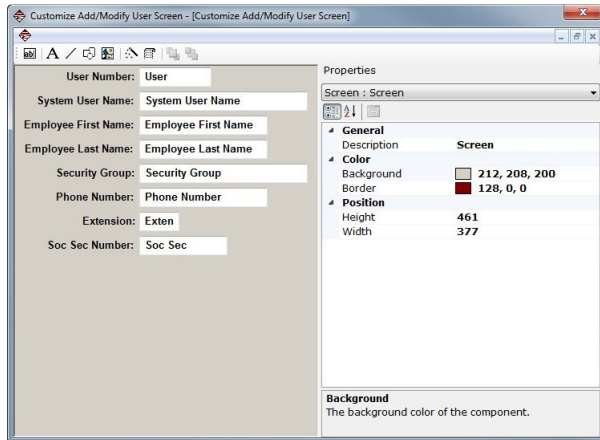 Customize Add/Modify User Screen - [Customize Add/Modify User Screen]
ab A
User Number: User
System User Name: System User Name
Employee First Name: Employee First Name
Employee Last Name: Employee Last Name
Security Group: Security Group
Phone Number: Phone Number
Extension: Exten
Soc Sec Number: Soc Sec
Properties
Screen : Screen
General
Description Screen
Color
Background 212, 208, 200
Border 128, 0, 0
Position
Height 461
Width 377
Background
The background color of the component.